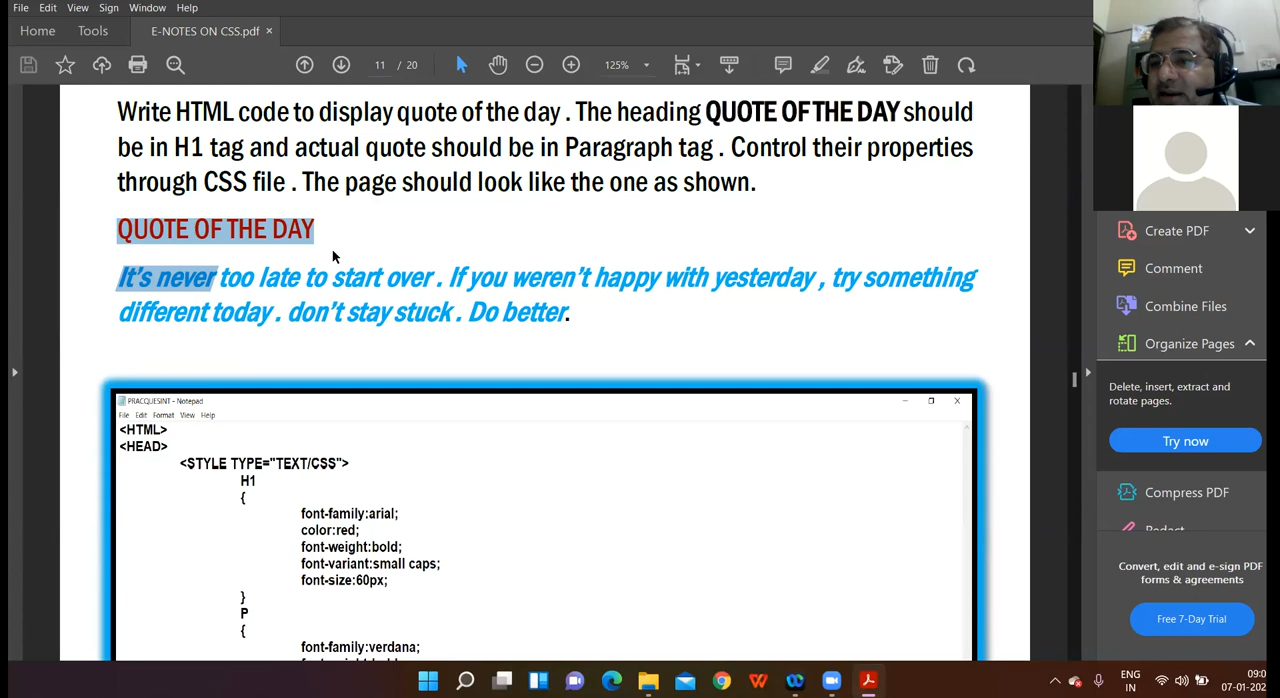 File Edit View Sign Window Help
Home Tools E-NOTES ON CSS.pdf ×
11 / 20 125%
Write HTML code to display quote of the day . The heading QUOTE OF THE DAY should
be in H1 tag and actual quote should be in Paragraph tag . Control their properties
through CSS file . The page should look like the one as shown.
QUOTE OF THE DAY
It's never too late to start over . If you weren't happy with yesterday , try something
different today . don't stay stuck . Do better.
PRACQUESINT - Notepad
File Edit Format View Help
<HTML>
<HEAD>
<STYLE TYPE="TEXT/CSS">
H1
{
font-family:arial;
color:red;
font-weight:bold;
font-variant:small caps;
font-size:60px;
}
P
{
font-family:verdana;
Create PDF
Comment
Combine Files
Organize Pages
Delete, insert, extract and
rotate pages.
Try now
Compress PDF
Redact
Convert, edit and e-sign PDF
forms & agreements
Free 7-Day Trial
ENG
IN
09:0
07-01-202